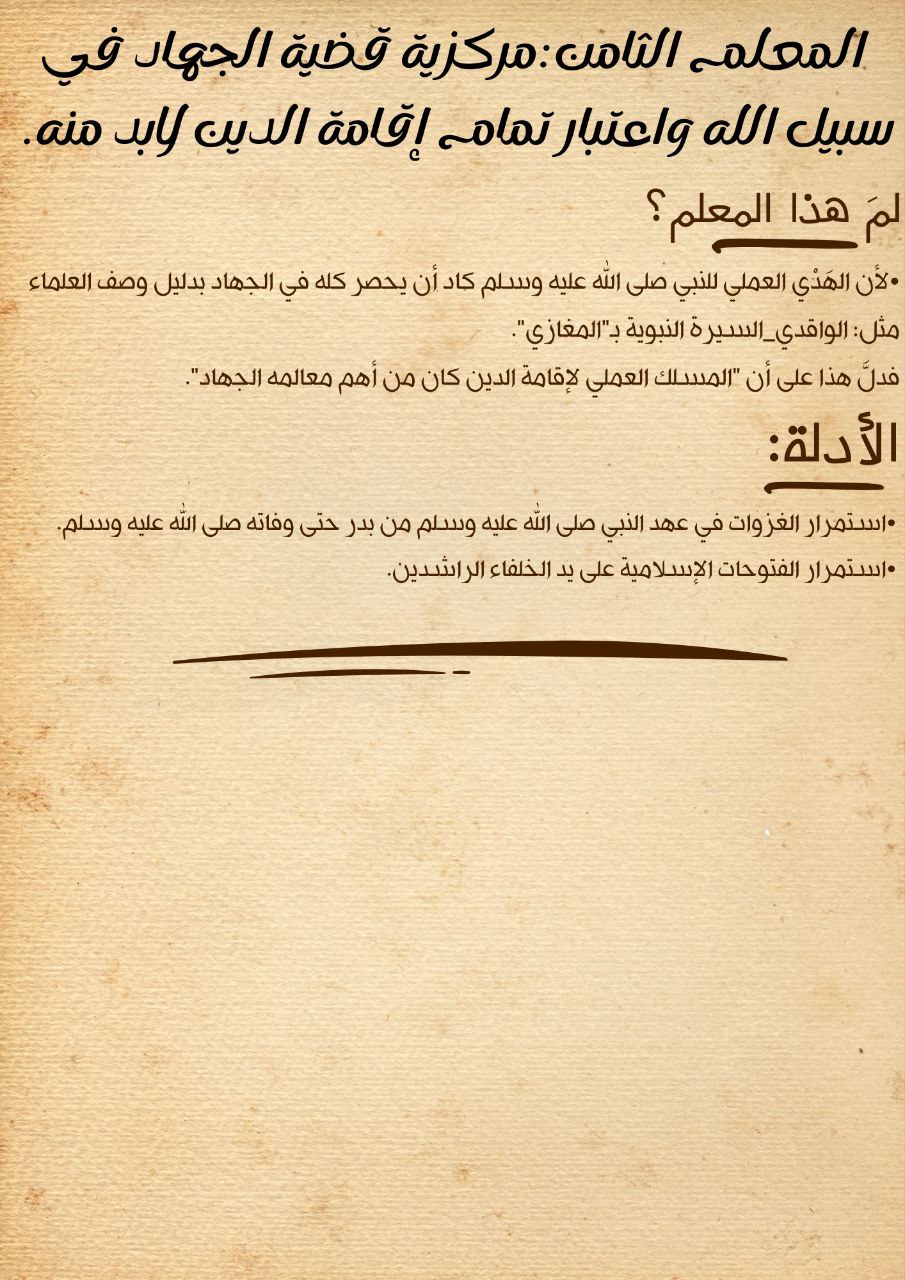 المعلم الثامن:مركزية قضية الجهاد في
سبيل الله واعتبار تمام إقامة الدين لابد منه.
لمَ هذا المعلم؟
•لأن الهَدْي العملي للنبي صلى الله عليه وسلم كاد أن يحصر كله في الجهاد بدليل وصف العلماء
مثل: الواقدي_السيرة النبوية بـ"المغازي".
فدلَّ هذا على أن "المسلك العملي لإقامة الدين كان من أهم معالمه الجهاد".
الأدلة:
•استمرار الغزوات في عهد النبي صلى الله عليه وسلم من بدر حتى وفاته صلى الله عليه وسلم.
•استمرار الفتوحات الإسلامية على يد الخلفاء الراشدين.